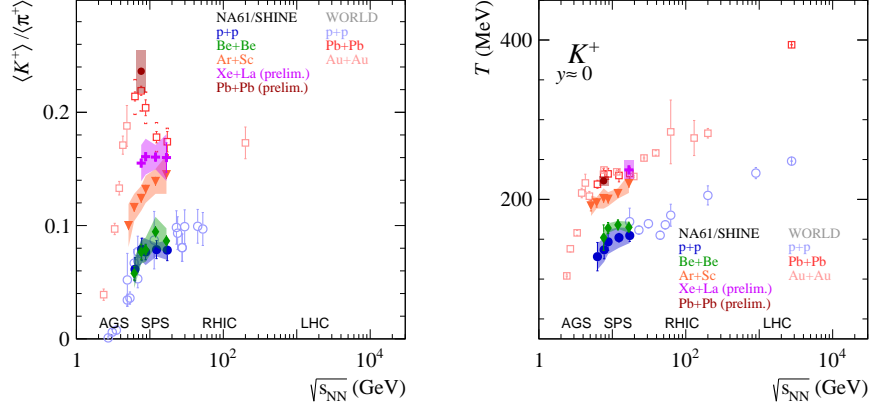 ⟨K⁺⟩ / ⟨π⁺⟩
NA61/SHINE WORLD
p+p p+p
Be+Be Pb+Pb
Ar+Sc Au+Au
Xe+La (prelim.)
Pb+Pb (prelim.)
0.2
0.1
0
AGS SPS RHIC LHC
1 10² 10⁴
√s_NN (GeV)
T (MeV)
K⁺
y≈0
400
200
0
NA61/SHINE WORLD
p+p p+p
Be+Be Pb+Pb
Ar+Sc Au+Au
Xe+La (prelim.)
Pb+Pb (prelim.)
AGS SPS RHIC LHC
1 10² 10⁴
√s_NN (GeV)